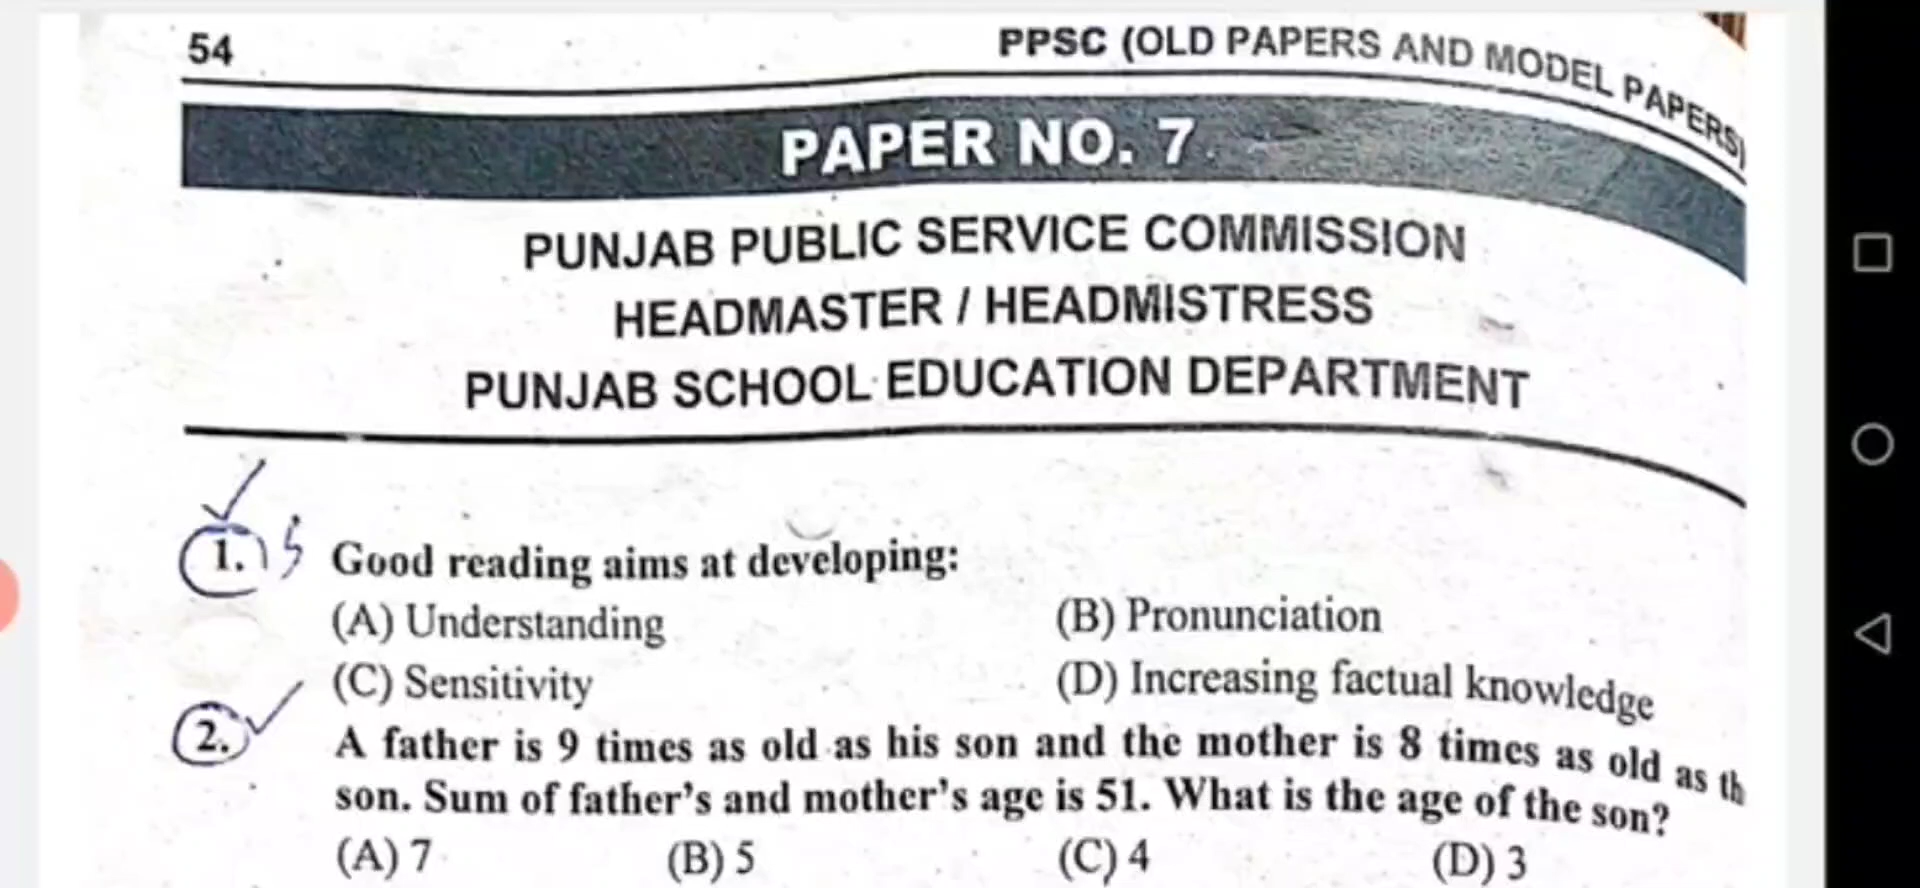 54
PPSC (OLD PAPERS AND MODEL PAPERS)
PAPER NO. 7
PUNJAB PUBLIC SERVICE COMMISSION
HEADMASTER / HEADMISTRESS
PUNJAB SCHOOL EDUCATION DEPARTMENT
1. Good reading aims at developing:
(A) Understanding (B) Pronunciation
(C) Sensitivity (D) Increasing factual knowledge
2. A father is 9 times as old as his son and the mother is 8 times as old as th
son. Sum of father's and mother's age is 51. What is the age of the son?
(A) 7 (B) 5 (C) 4 (D) 3